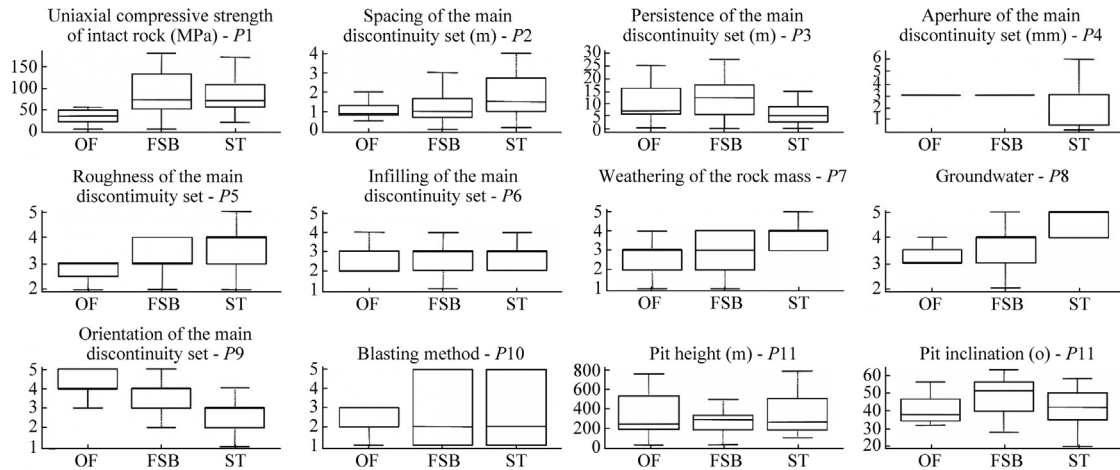 Uniaxial compressive strength
of intact rock (MPa) - P1
150
100
50
0
OF FSB ST
Spacing of the main
discontinuity set (m) - P2
4
3
2
1
0
OF FSB ST
Persistence of the main
discontinuity set (m) - P3
30
25
20
15
10
5
0
OF FSB ST
Aperhure of the main
discontinuity set (mm) - P4
6
5
4
3
2
1
OF FSB ST
Roughness of the main
discontimuity set - P5
5
4
3
2
OF FSB ST
Infilling of the main
discontinuity set - P6
5
4
3
2
1
OF FSB ST
Weathering of the rock mass - P7
5
4
3
2
1
OF FSB ST
Groundwater - P8
5
4
3
2
OF FSB ST
Orientation of the main
discontinuity set - P9
5
4
3
2
1
OF FSB ST
Blasting method - P10
5
4
3
2
1
OF FSB ST
Pit height (m) - P11
800
600
400
200
0
OF FSB ST
Pit inclination (o) - P11
60
50
40
30
20
OF FSB ST